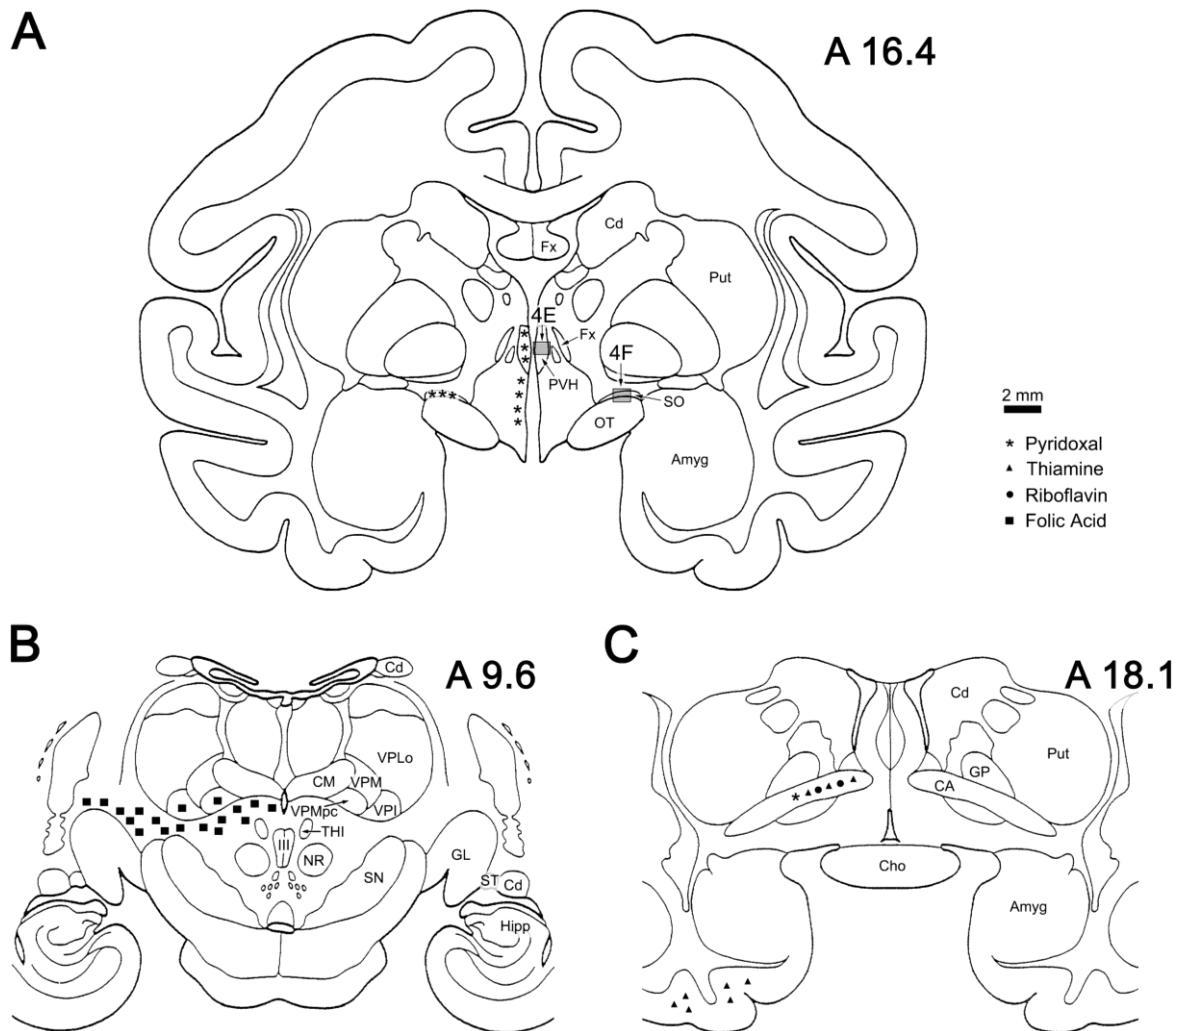 A
A 16.4
Cd
Fx
Put
4E
Fx
4F
PVH
SO
OT
Amyg
2 mm
* Pyridoxal
▲ Thiamine
● Riboflavin
■ Folic Acid
B
A 9.6
Cd
VPLo
CM
VPM
VPMpc
VPI
THI
III
NR
SN
GL
ST
Cd
Hipp
C
A 18.1
Cd
Put
GP
CA
Cho
Amyg